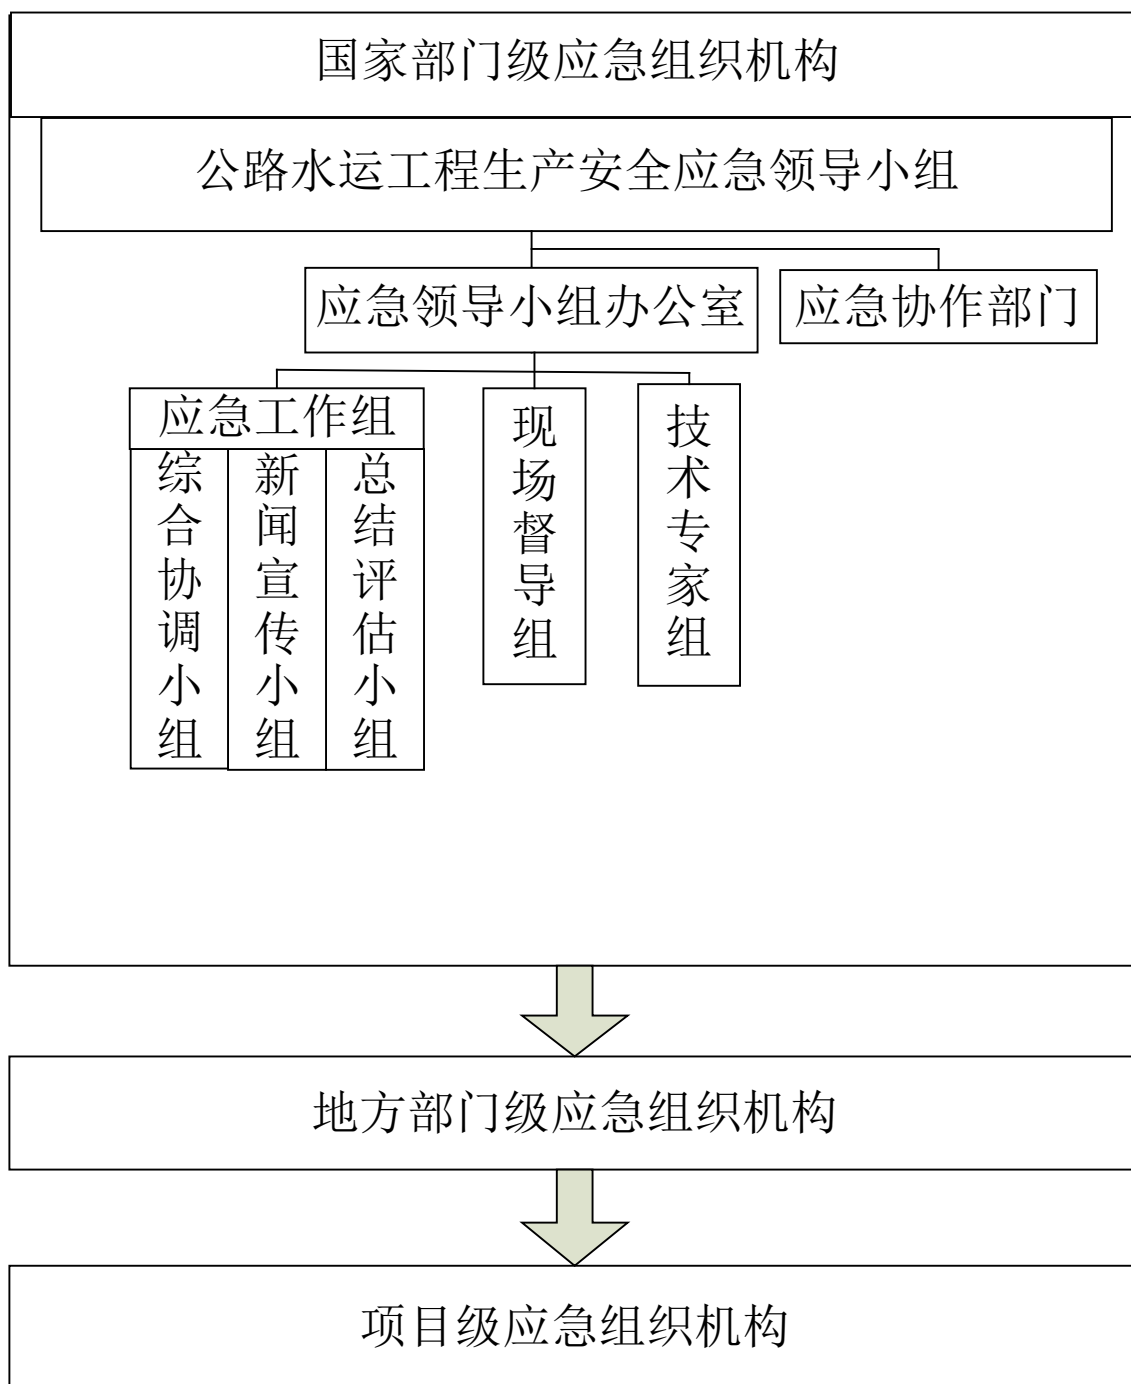 国家部门级应急组织机构
公路水运工程生产安全应急领导小组
应急领导小组办公室
应急协作部门
应急工作组
综合协调小组
新闻宣传小组
总结评估小组
现场督导组
技术专家组
地方部门级应急组织机构
项目级应急组织机构